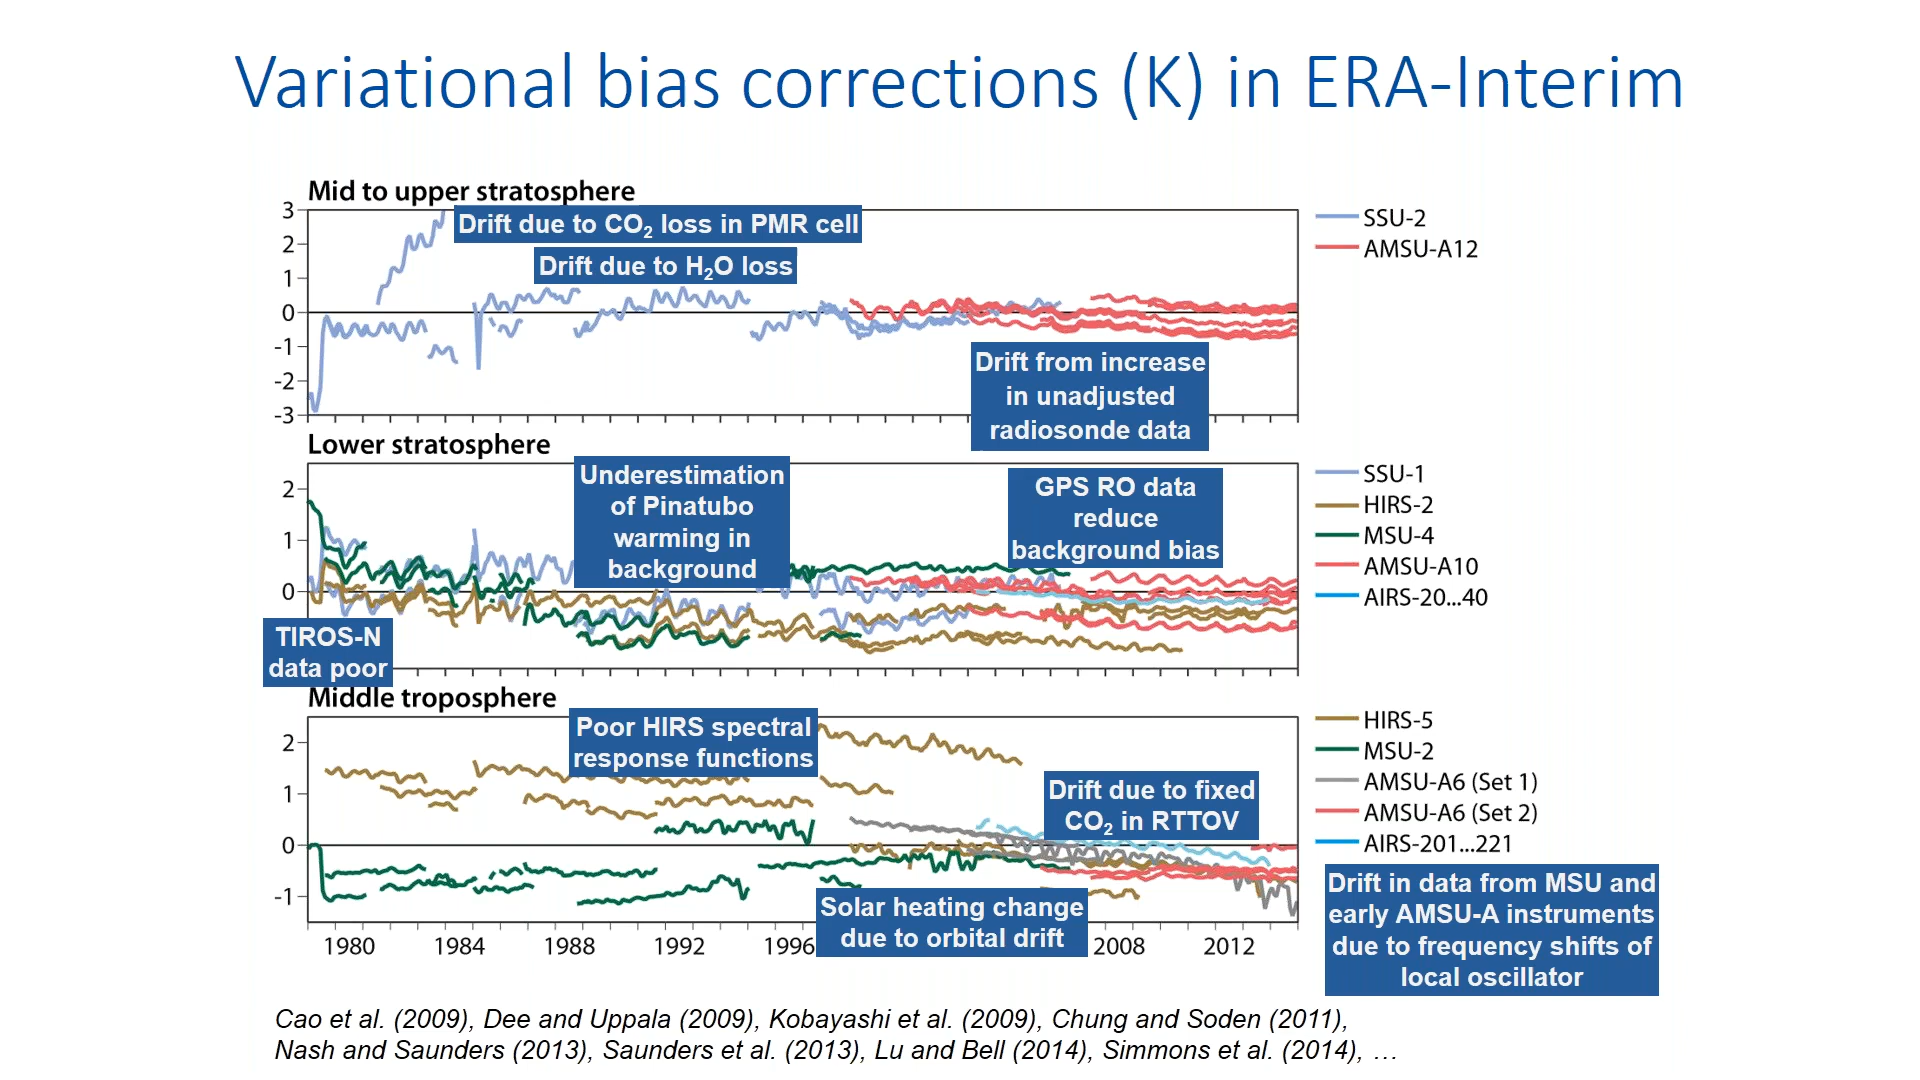 Variational bias corrections (K) in ERA-Interim
Mid to upper stratosphere
3
2
1
0
-1
-2
-3
Drift due to CO₂ loss in PMR cell
Drift due to H₂O loss
Drift from increase
in unadjusted
radiosonde data
SSU-2
AMSU-A12
Lower stratosphere
2
1
0
Underestimation
of Pinatubo
warming in
background
GPS RO data
reduce
background bias
TIROS-N
data poor
SSU-1
HIRS-2
MSU-4
AMSU-A10
AIRS-20...40
Middle troposphere
2
1
0
-1
Poor HIRS spectral
response functions
Drift due to fixed
CO₂ in RTTOV
Solar heating change
due to orbital drift
1980 1984 1988 1992 1996 2008 2012
HIRS-5
MSU-2
AMSU-A6 (Set 1)
AMSU-A6 (Set 2)
AIRS-201...221
Drift in data from MSU and
early AMSU-A instruments
due to frequency shifts of
local oscillator
Cao et al. (2009), Dee and Uppala (2009), Kobayashi et al. (2009), Chung and Soden (2011),
Nash and Saunders (2013), Saunders et al. (2013), Lu and Bell (2014), Simmons et al. (2014), …